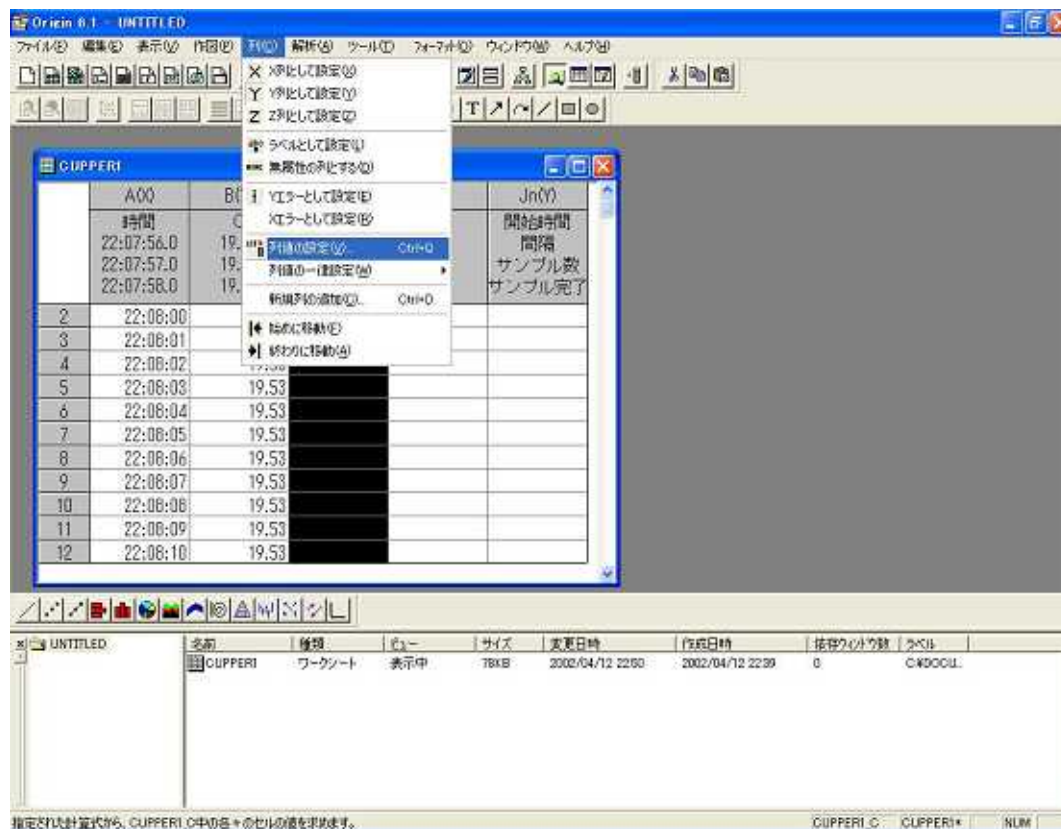 Origin 6.1 - UNTITLED
ファイル(F) 編集(E) 表示(V) 作図(P) 列(C) 解析(A) ツール(T) フォーマット(O) ウィンドウ(W) ヘルプ(H)
X列として設定(X)
Y列として設定(Y)
Z列として設定(Z)
ラベルとして設定(L)
無属性の列とする(D)
Yエラーとして設定(E)
Xエラーとして設定(R)
列値の設定(V)... Ctrl+Q
列値の一律設定(W)
新規列の追加(C)... Ctrl+D
始めに移動(F)
終わりに移動(A)
CUPPER1
A(X) B( Jn(Y)
時間 C 開始時間
22:07:56.0 19. 間隔
22:07:57.0 19. サンプル数
22:07:58.0 19. サンプル完了
2 22:08:00
3 22:08:01
4 22:08:02
5 22:08:03 19.53
6 22:08:04 19.53
7 22:08:05 19.53
8 22:08:06 19.53
9 22:08:07 19.53
10 22:08:08 19.53
11 22:08:09 19.53
12 22:08:10 19.53
UNTITLED
名前 種類 ビュー サイズ 変更日時 作成日時 依存ウィンドウ数 ラベル
CUPPER1 ワークシート 表示中 78KB 2002/04/12 22:50 2002/04/12 22:39 0 C:¥DOCU...
指定された計算式から、CUPPER1_C中の各々のセルの値を求めます。
CUPPER1_C CUPPER1* NUM